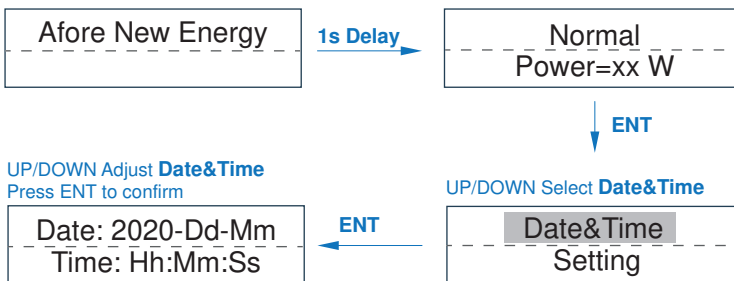 Afore New Energy
1s Delay
Normal
Power=xx W
ENT
UP/DOWN Select Date&Time
Date&Time
Setting
ENT
UP/DOWN Adjust Date&Time
Press ENT to confirm
Date: 2020-Dd-Mm
Time: Hh:Mm:Ss